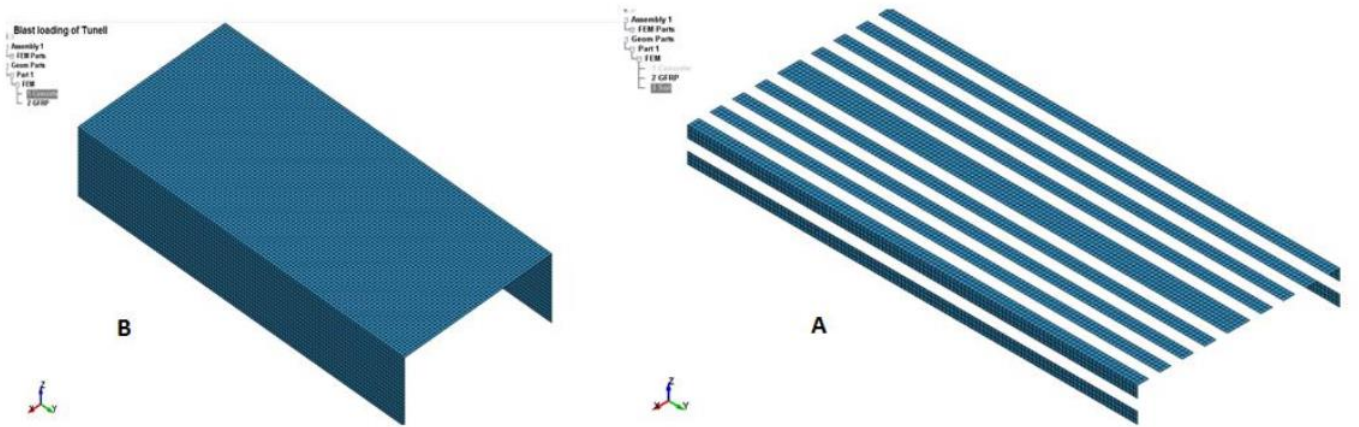 Blast loading of Tunell
Assembly 1
FEM Parts
Geom Parts
Part 1
FEM
2 GFRP
B
Z
X Y
Assembly 1
FEM Parts
Geom Parts
Part 1
FEM
2 GFRP
A
Z
X Y